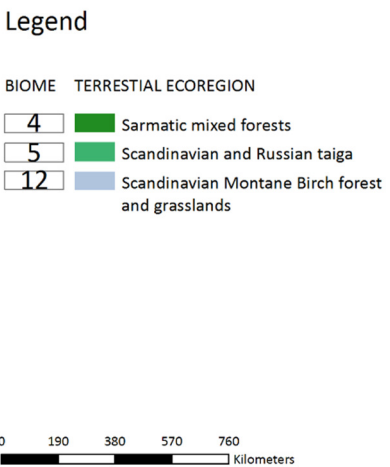 Legend
BIOME TERRESTIAL ECOREGION
4 Sarmatic mixed forests
5 Scandinavian and Russian taiga
12 Scandinavian Montane Birch forest
and grasslands
0 190 380 570 760
Kilometers